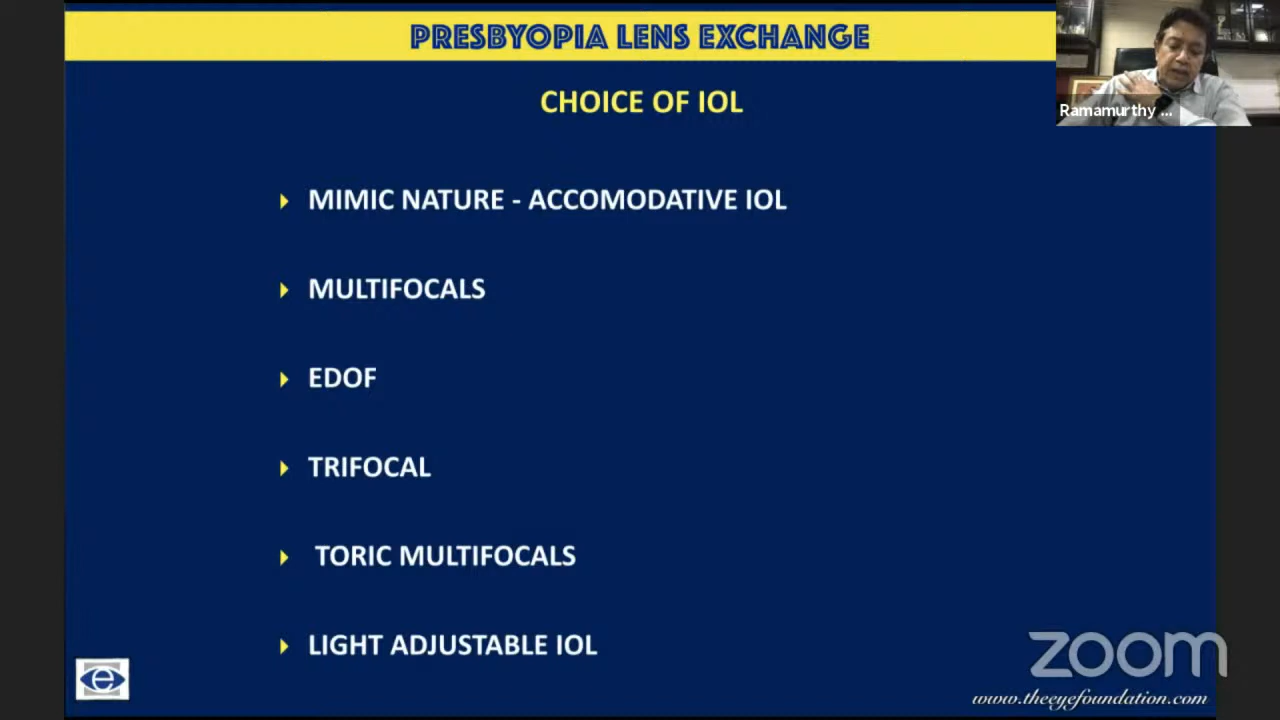 PRESBYOPIA LENS EXCHANGE
Ramamurthy ...
CHOICE OF IOL
MIMIC NATURE - ACCOMODATIVE IOL
MULTIFOCALS
EDOF
TRIFOCAL
TORIC MULTIFOCALS
LIGHT ADJUSTABLE IOL
e
zoom
www.theeyefoundation.com